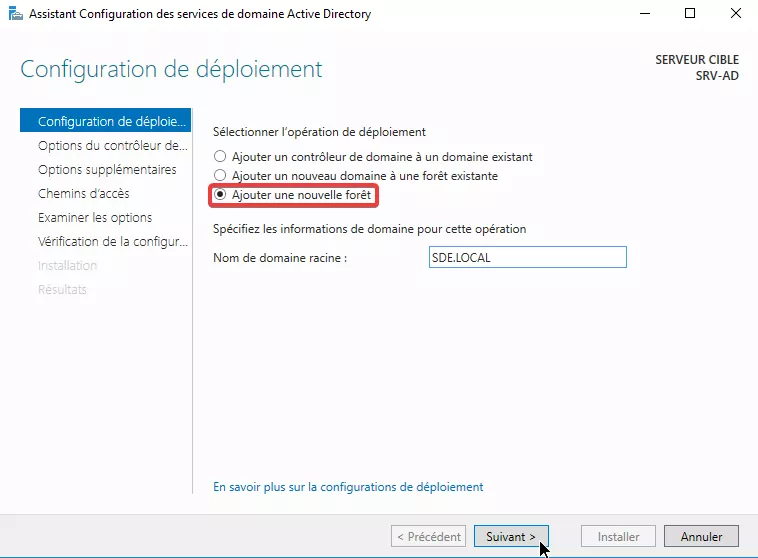 Assistant Configuration des services de domaine Active Directory
Configuration de déploiement
SERVEUR CIBLE
SRV-AD
Configuration de déploie...
Options du contrôleur de...
Options supplémentaires
Chemins d'accès
Examiner les options
Vérification de la configur...
Installation
Résultats
Sélectionner l'opération de déploiement
Ajouter un contrôleur de domaine à un domaine existant
Ajouter un nouveau domaine à une forêt existante
Ajouter une nouvelle forêt
Spécifiez les informations de domaine pour cette opération
Nom de domaine racine : SDE.LOCAL
En savoir plus sur la configurations de déploiement
< Précédent Suivant > Installer Annuler